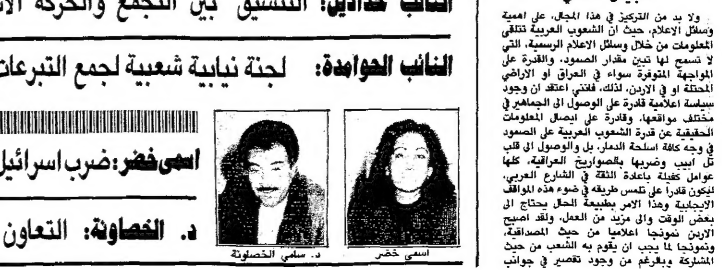 النائب حدادين: التنسيق بين التجمع والحركة
النائب الحوامدة: لجنة نيابية شعبية لجمع التبرعات
اسمى خضر: ضرب اسرائيل
د. الخصاونة: التعاون
د. سامي الخصاونة
اسمى خضر
ولا بد من التركيز في هذا المجال، على اهمية
وسائل الاعلام، حيث ان الشعوب العربية تتلقى
المعلومات من خلال وسائل الاعلام الرسمية، التي
لا تسمح لها تبين مقدار الصمود، والقدرة على
المواجهة المتوفرة سواء في العراق او الاراضي
المحتلة او في الاردن، لذلك، فانني اعتقد ان وجود
سياسة اعلامية قادرة على الوصول الى الجماهير في
مختلف مواقعها، وقادرة على ايصال المعلومات
الحقيقية عن قدرة الشعوب العربية على الصمود
في وجه كافة اسلحة الدمار، بل والوصول الى قلب
تل ابيب وضربها بالصواريخ العراقية، كلها
عوامل كفيلة باعادة الثقة في الشارع العربي،
ليكون قادراً على تلمس طريقه في ضوء هذه المواقف
الايجابية وهذا الامر بطبيعة الحال يحتاج الى
بعض الوقت والى مزيد من العمل، ولقد اصبح
الاردن نموذجا اعلاميا من حيث المصداقية،
ونموذجا لما يجب ان يقوم به الشعب من حيث
المشاركة وبالرغم من وجود تقصير في جوانب